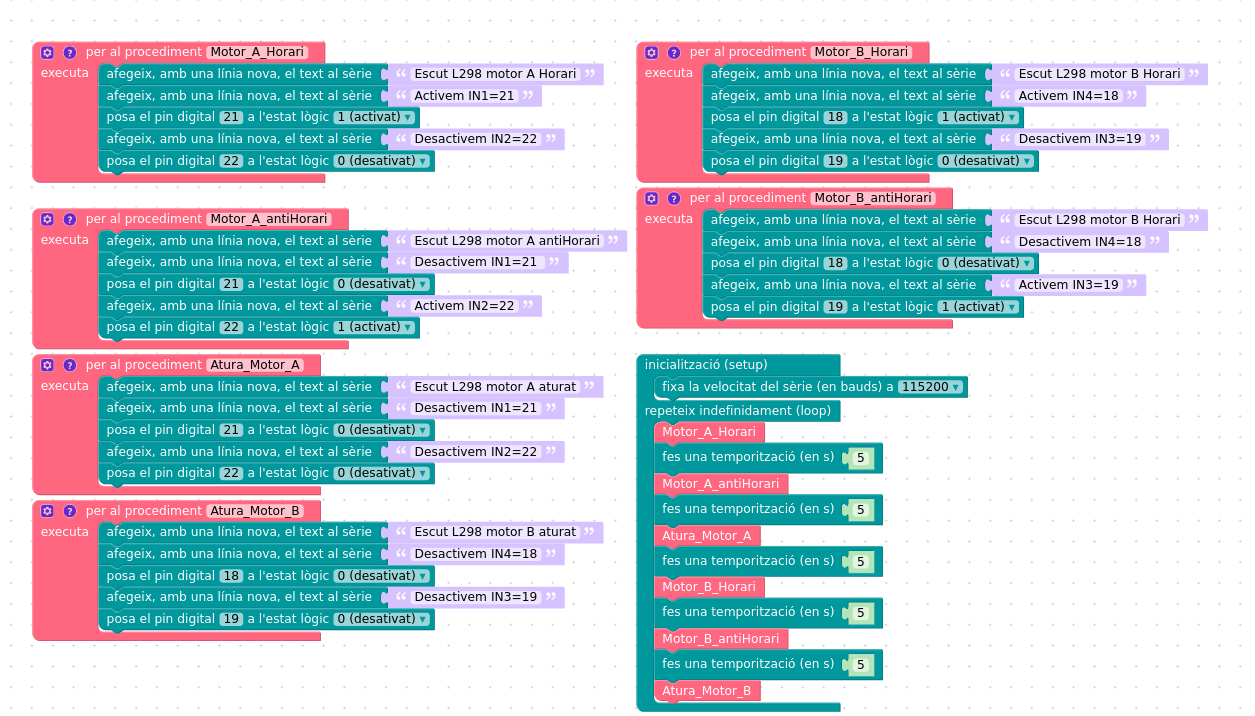 per al procediment Motor_A_Horari
executa
afegeix, amb una línia nova, el text al sèrie “ Escut L298 motor A Horari ”
afegeix, amb una línia nova, el text al sèrie “ Activem IN1=21 ”
posa el pin digital 21 a l'estat lògic 1 (activat) ▾
afegeix, amb una línia nova, el text al sèrie “ Desactivem IN2=22 ”
posa el pin digital 22 a l'estat lògic 0 (desativat) ▾
per al procediment Motor_A_antiHorari
executa
afegeix, amb una línia nova, el text al sèrie “ Escut L298 motor A antiHorari ”
afegeix, amb una línia nova, el text al sèrie “ Desactivem IN1=21 ”
posa el pin digital 21 a l'estat lògic 0 (desativat) ▾
afegeix, amb una línia nova, el text al sèrie “ Activem IN2=22 ”
posa el pin digital 22 a l'estat lògic 1 (activat) ▾
per al procediment Atura_Motor_A
executa
afegeix, amb una línia nova, el text al sèrie “ Escut L298 motor A aturat ”
afegeix, amb una línia nova, el text al sèrie “ Desactivem IN1=21 ”
posa el pin digital 21 a l'estat lògic 0 (desativat) ▾
afegeix, amb una línia nova, el text al sèrie “ Desactivem IN2=22 ”
posa el pin digital 22 a l'estat lògic 0 (desativat) ▾
per al procediment Atura_Motor_B
executa
afegeix, amb una línia nova, el text al sèrie “ Escut L298 motor B aturat ”
afegeix, amb una línia nova, el text al sèrie “ Desactivem IN4=18 ”
posa el pin digital 18 a l'estat lògic 0 (desativat) ▾
afegeix, amb una línia nova, el text al sèrie “ Desactivem IN3=19 ”
posa el pin digital 19 a l'estat lògic 0 (desativat) ▾
per al procediment Motor_B_Horari
executa
afegeix, amb una línia nova, el text al sèrie “ Escut L298 motor B Horari ”
afegeix, amb una línia nova, el text al sèrie “ Activem IN4=18 ”
posa el pin digital 18 a l'estat lògic 1 (activat) ▾
afegeix, amb una línia nova, el text al sèrie “ Desactivem IN3=19 ”
posa el pin digital 19 a l'estat lògic 0 (desativat) ▾
per al procediment Motor_B_antiHorari
executa
afegeix, amb una línia nova, el text al sèrie “ Escut L298 motor B Horari ”
afegeix, amb una línia nova, el text al sèrie “ Desactivem IN4=18 ”
posa el pin digital 18 a l'estat lògic 0 (desativat) ▾
afegeix, amb una línia nova, el text al sèrie “ Activem IN3=19 ”
posa el pin digital 19 a l'estat lògic 1 (activat) ▾
inicialització (setup)
fixa la velocitat del sèrie (en bauds) a 115200 ▾
repeteix indefinidament (loop)
Motor_A_Horari
fes una temporització (en s) 5
Motor_A_antiHorari
fes una temporització (en s) 5
Atura_Motor_A
fes una temporització (en s) 5
Motor_B_Horari
fes una temporització (en s) 5
Motor_B_antiHorari
fes una temporització (en s) 5
Atura_Motor_B